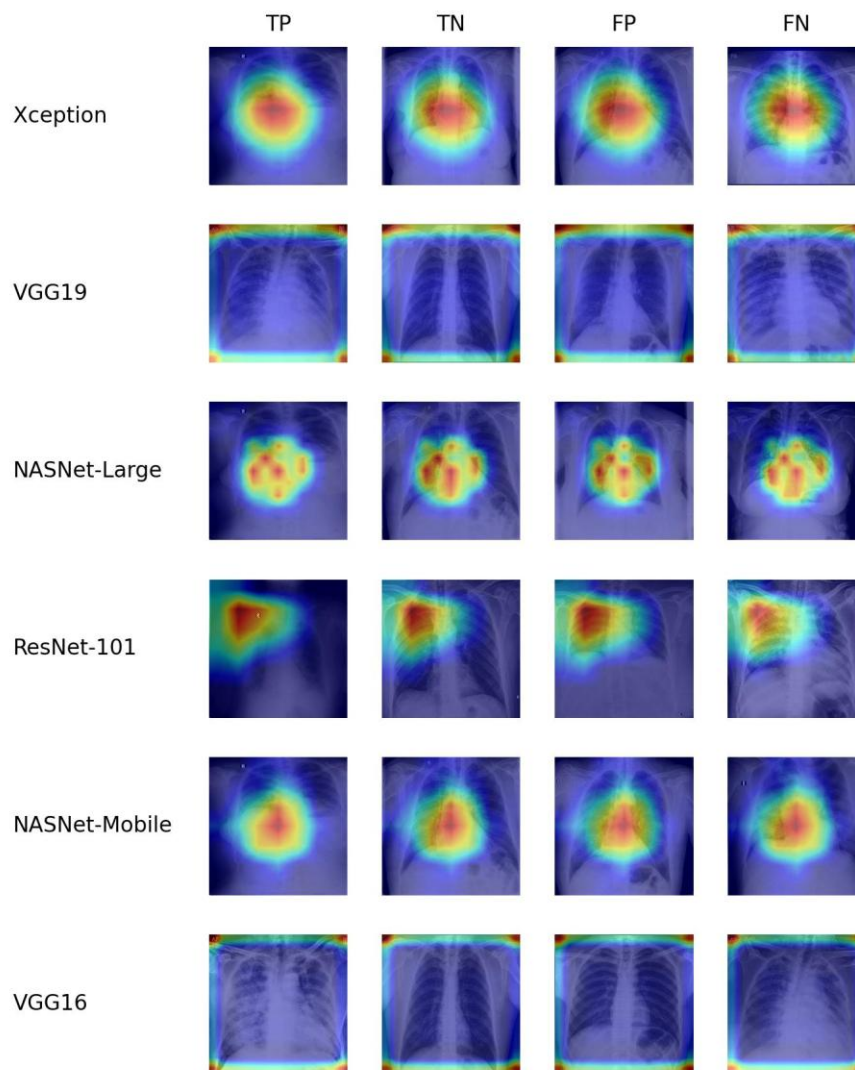 TP TN FP FN
Xception
VGG19
NASNet-Large
ResNet-101
NASNet-Mobile
VGG16